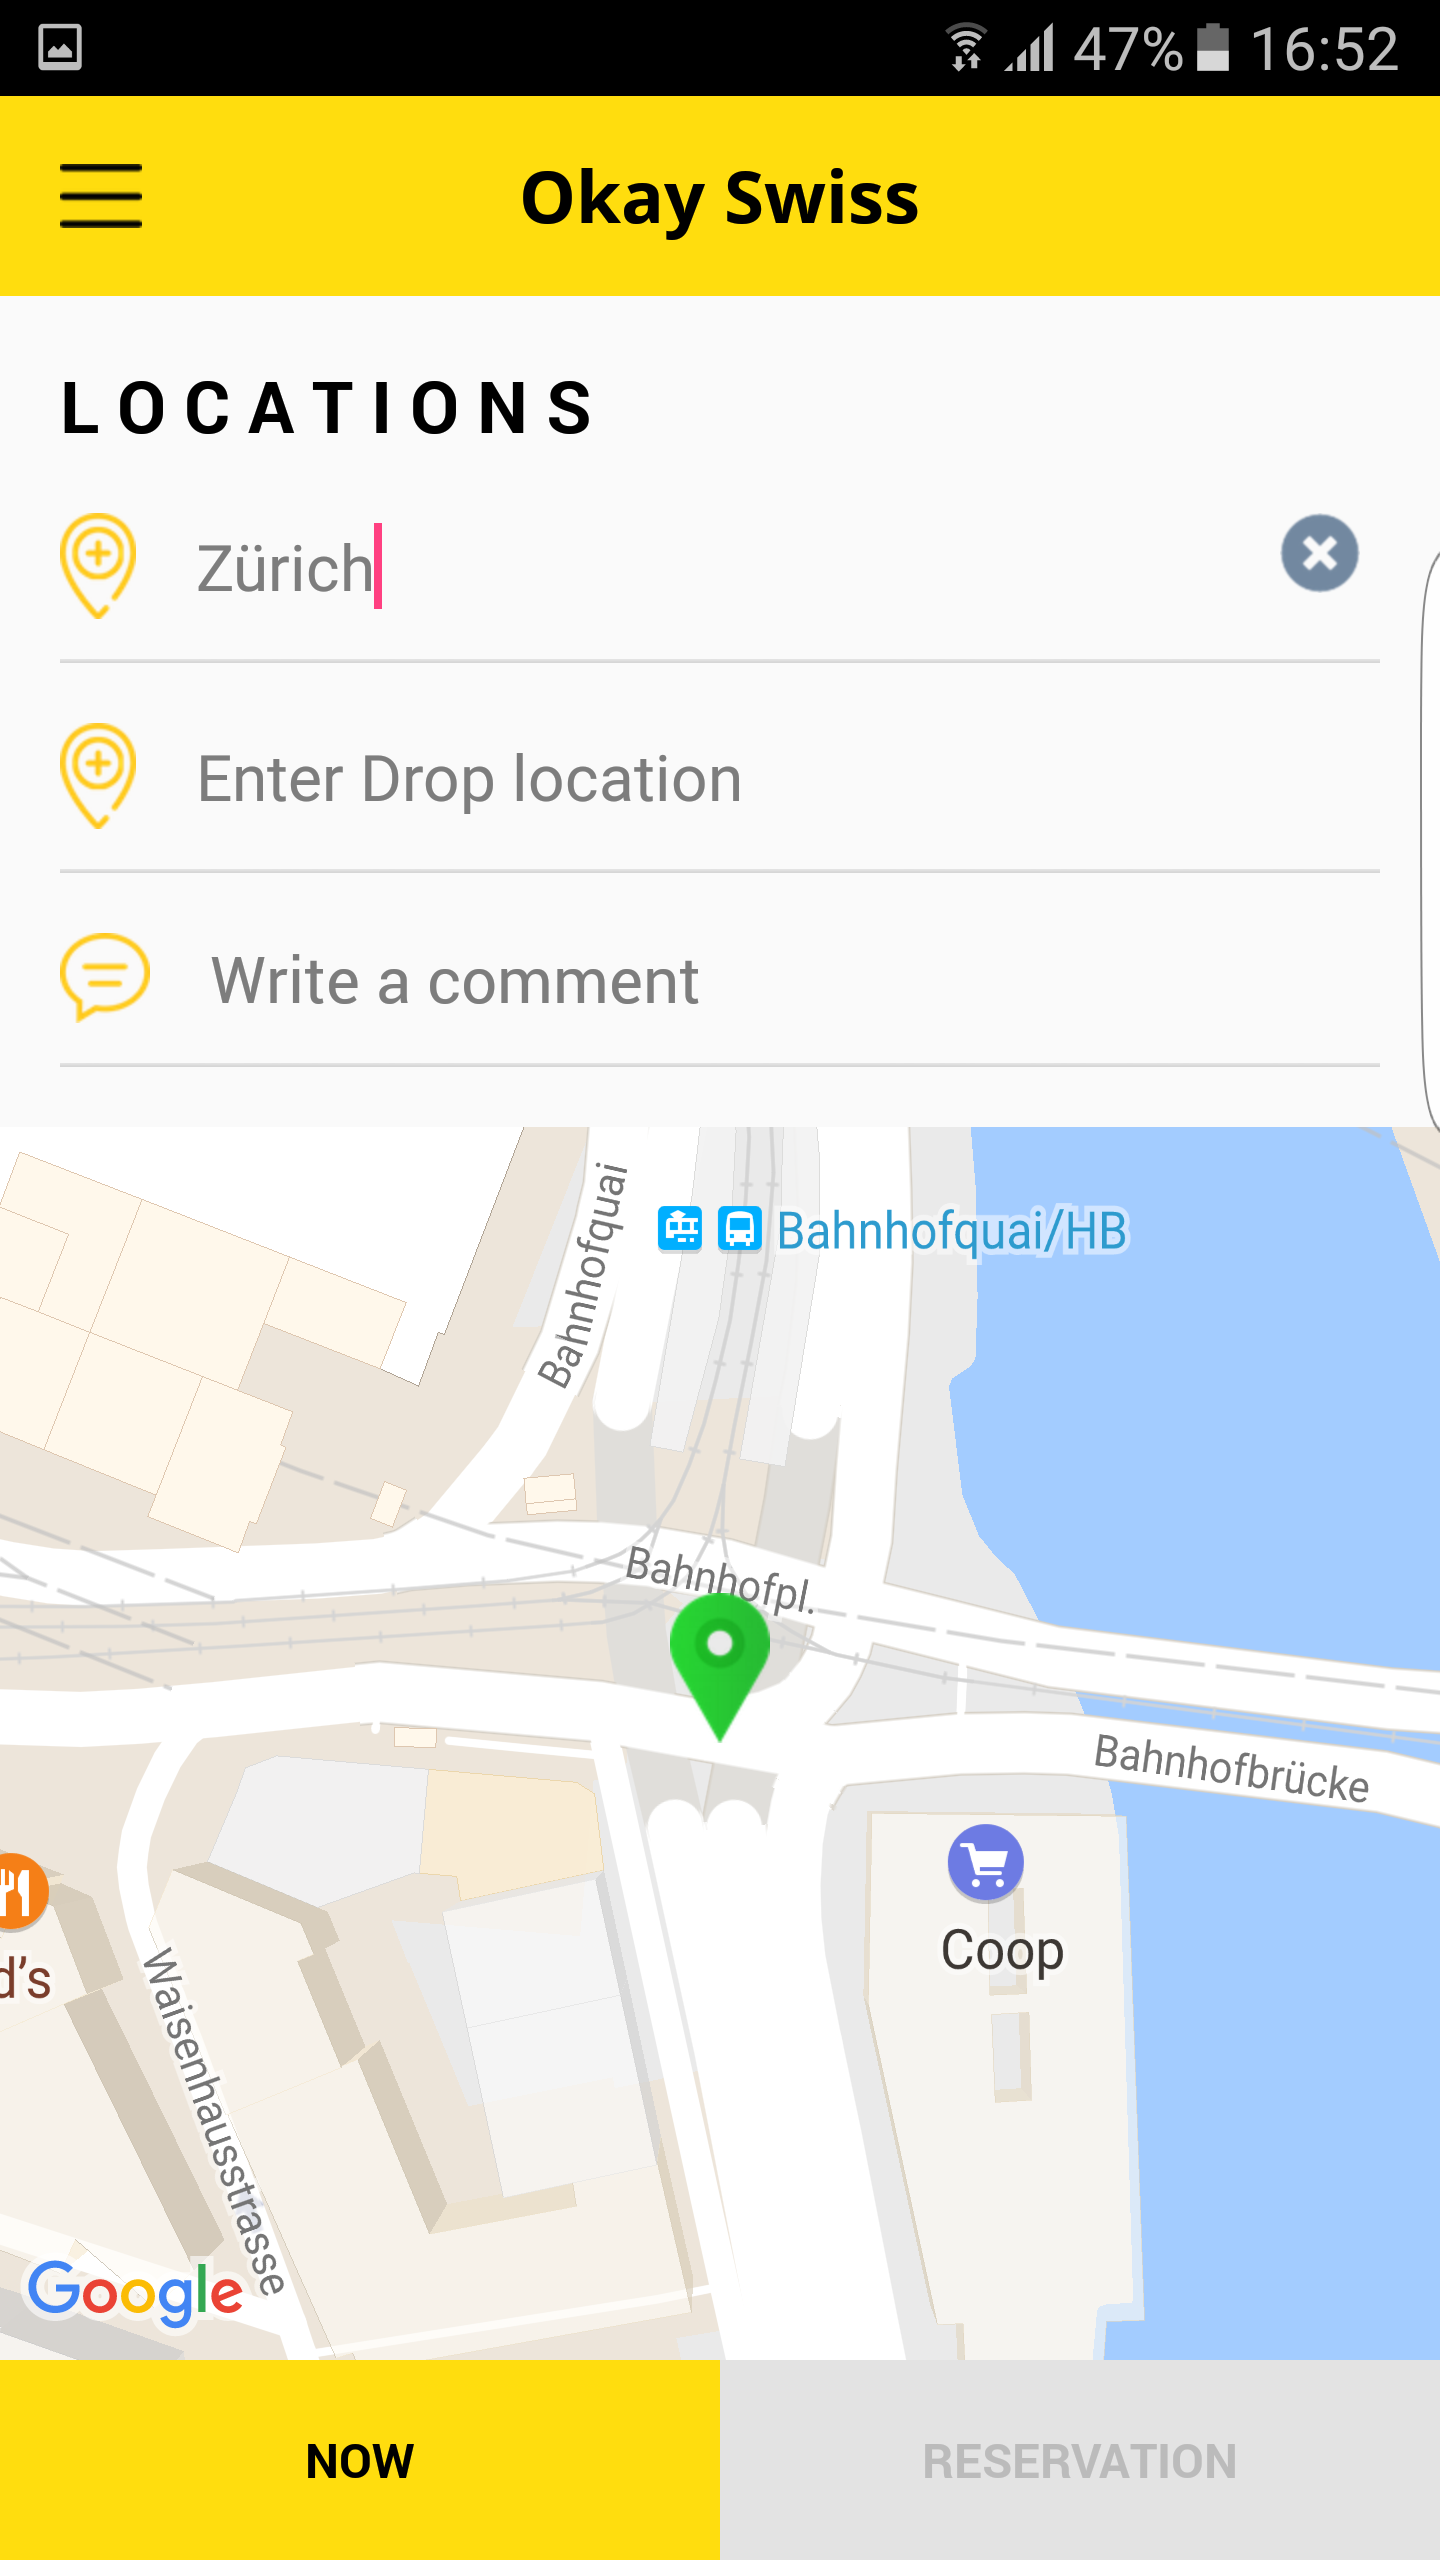 47% 16:52
Okay Swiss
LOCATIONS
Zürich
Enter Drop location
Write a comment
Bahnhofquai
Bahnhofquai/HB
Bahnhofpl.
Bahnhofbrücke
Coop
d’s
Waisenhausstrasse
Google
NOW
RESERVATION